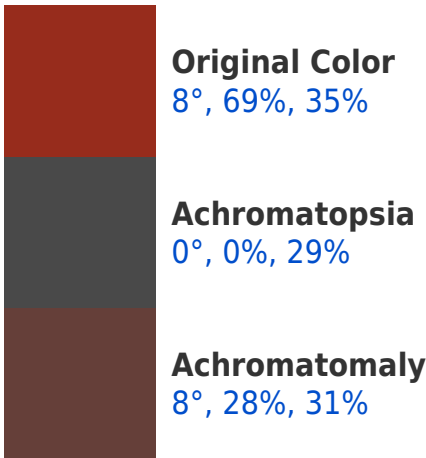 Original Color
8°, 69%, 35%
Achromatopsia
0°, 0%, 29%
Achromatomaly
8°, 28%, 31%